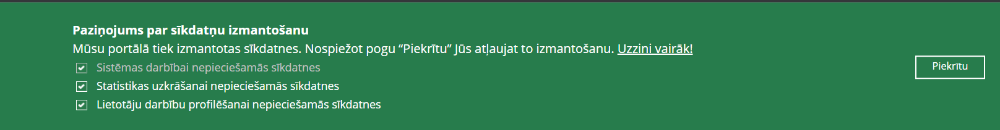 Paziņojums par sīkdatņu izmantošanu
Mūsu portālā tiek izmantotas sīkdatnes. Nospiežot pogu “Piekrītu” Jūs atļaujat to izmantošanu. Uzzini vairāk!
Sistēmas darbībai nepieciešamās sīkdatnes
Statistikas uzkrāšanai nepieciešamās sīkdatnes
Lietotāju darbību profilēšanai nepieciešamās sīkdatnes
Piekrītu